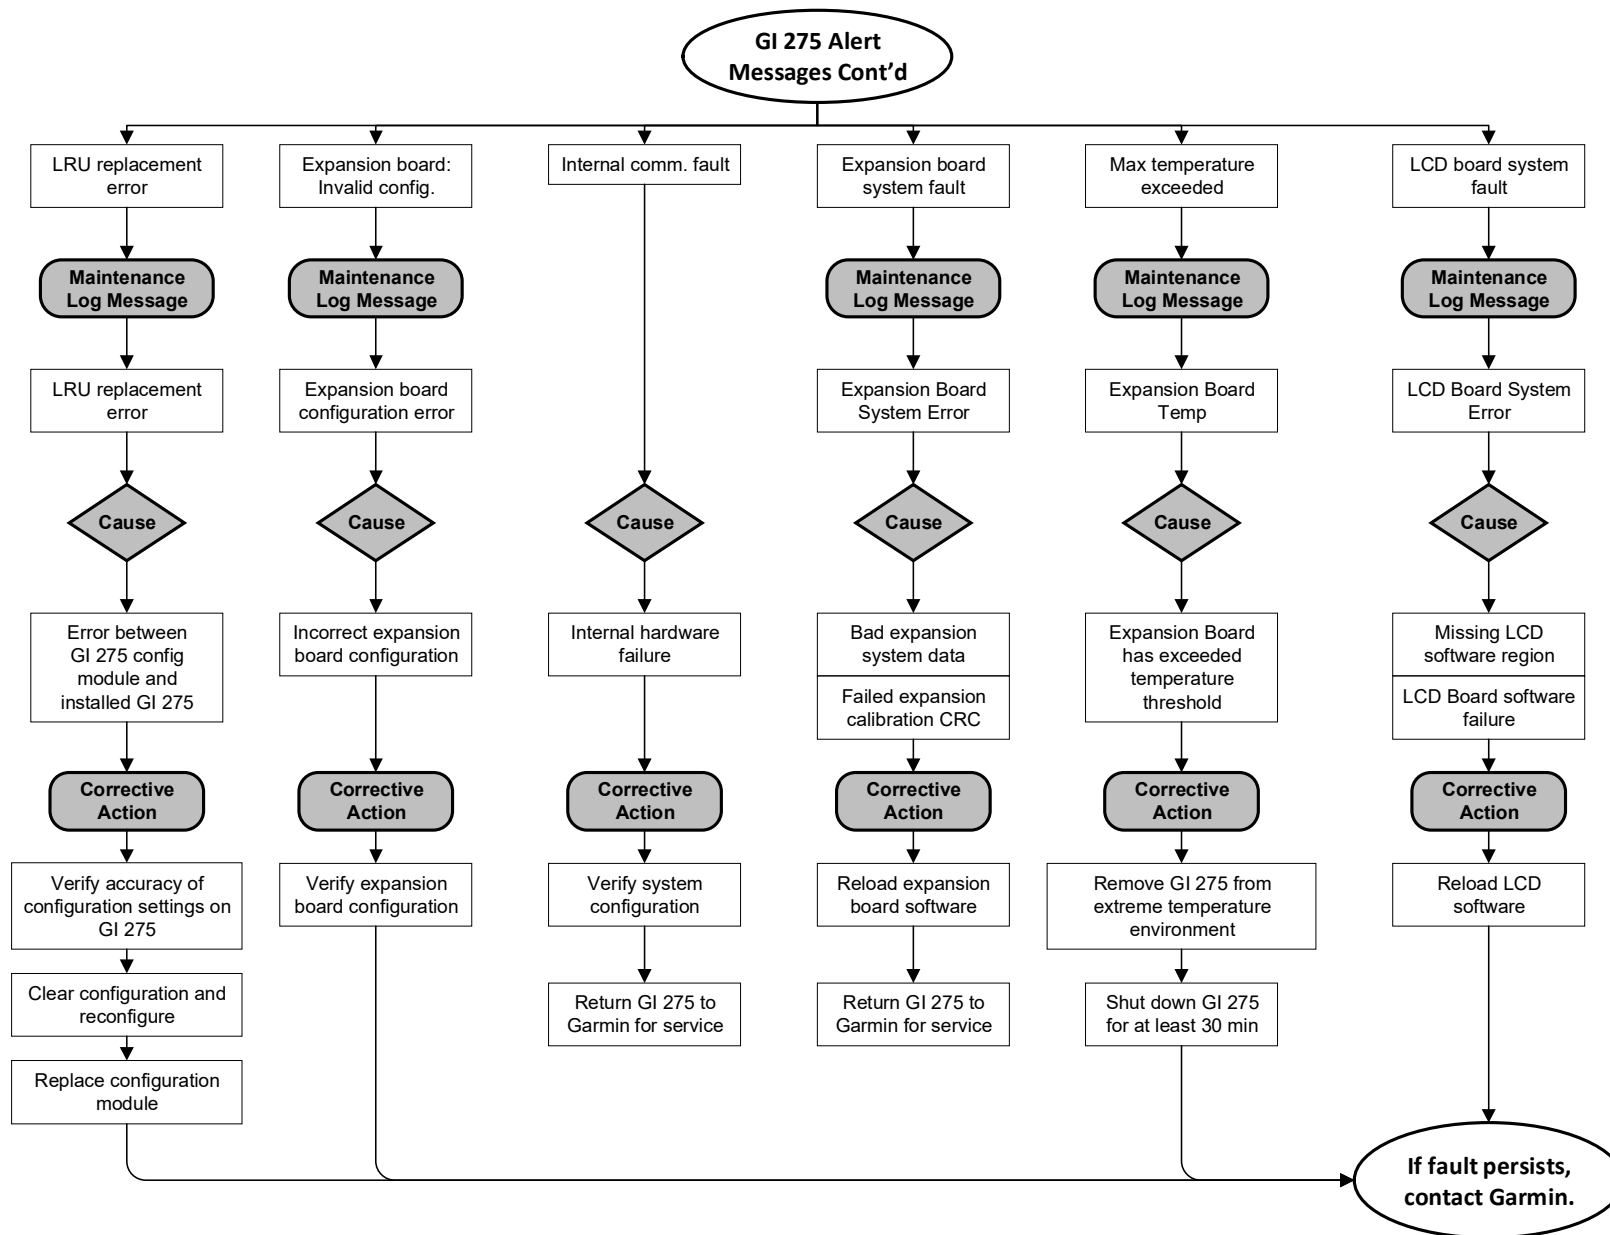 GI 275 Alert
Messages Cont’d
LRU replacement
error
Expansion board:
Invalid config.
Internal comm. fault
Expansion board
system fault
Max temperature
exceeded
LCD board system
fault
Maintenance
Log Message
Maintenance
Log Message
Maintenance
Log Message
Maintenance
Log Message
Maintenance
Log Message
LRU replacement
error
Expansion board
configuration error
Expansion Board
System Error
Expansion Board
Temp
LCD Board System
Error
Cause
Cause
Cause
Cause
Cause
Cause
Error between
GI 275 config
module and
installed GI 275
Incorrect expansion
board configuration
Internal hardware
failure
Bad expansion
system data
Failed expansion
calibration CRC
Expansion Board
has exceeded
temperature
threshold
Missing LCD
software region
LCD Board software
failure
Corrective
Action
Corrective
Action
Corrective
Action
Corrective
Action
Corrective
Action
Corrective
Action
Verify accuracy of
configuration settings on
GI 275
Verify expansion
board configuration
Verify system
configuration
Reload expansion
board software
Remove GI 275 from
extreme temperature
environment
Reload LCD
software
Clear configuration and
reconfigure
Return GI 275 to
Garmin for service
Return GI 275 to
Garmin for service
Shut down GI 275
for at least 30 min
Replace configuration
module
If fault persists,
contact Garmin.